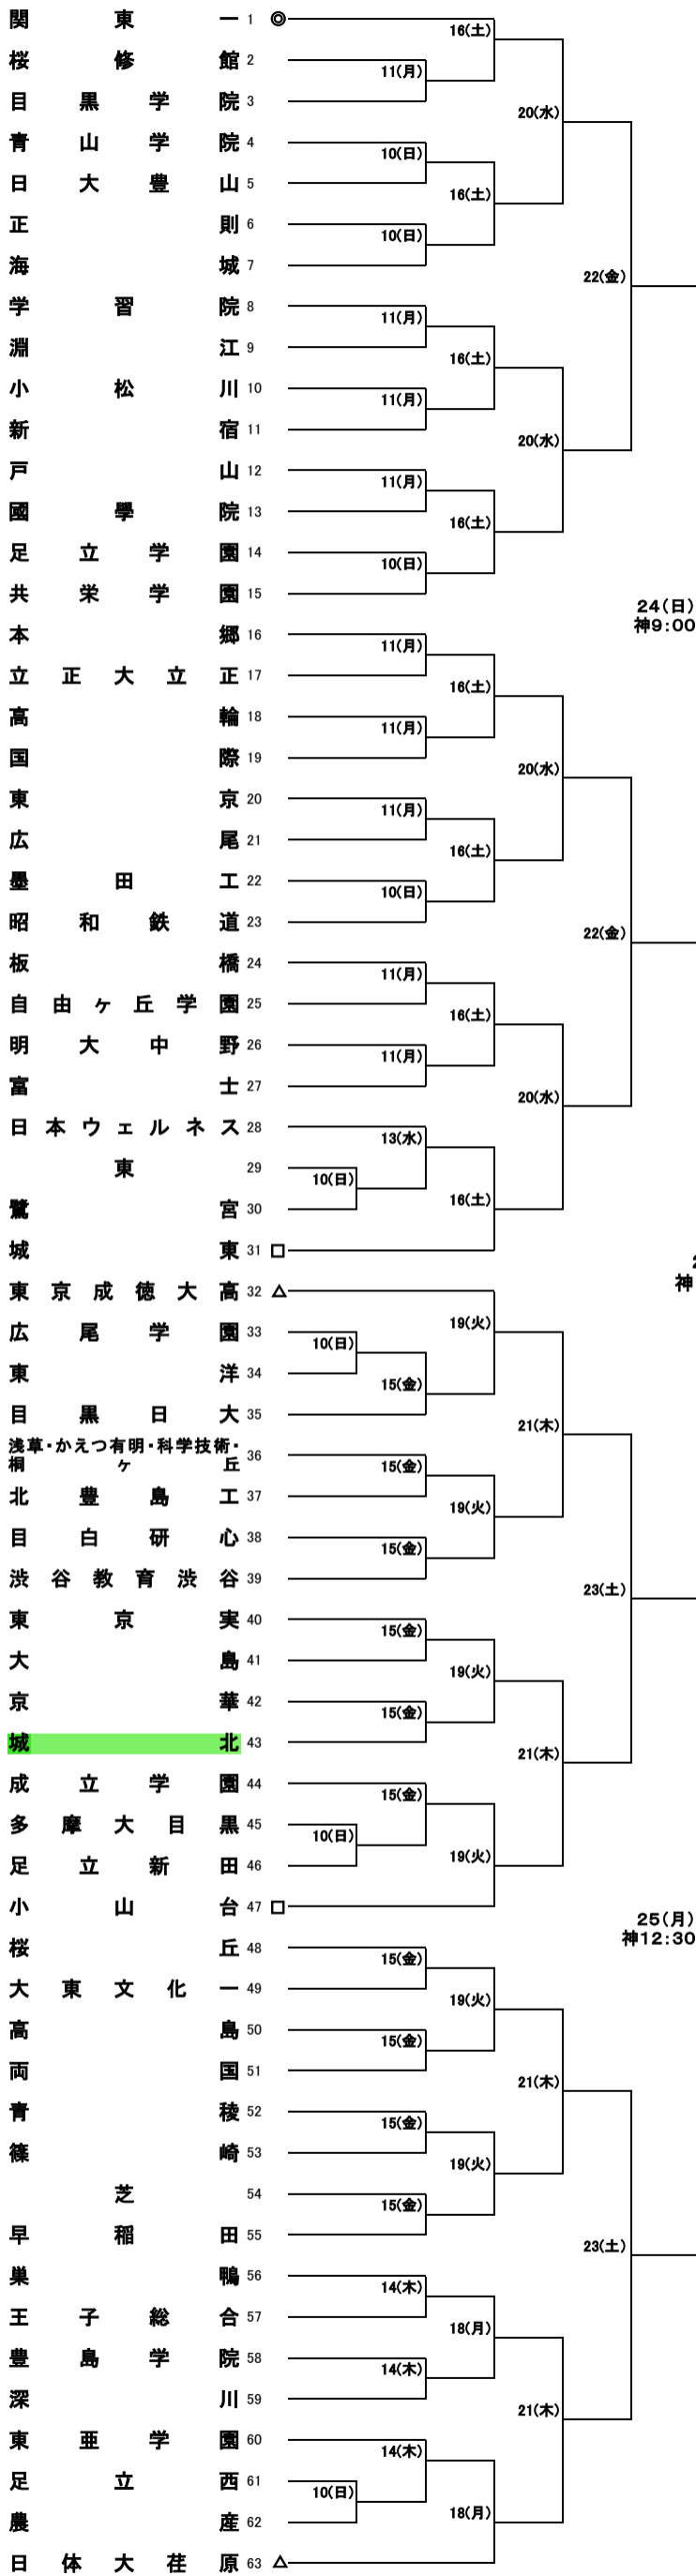 関東一 1 ◎
16(土)
桜修館 2
11(月)
目黒学院 3
20(水)
青山学院 4
10(日)
日大豊山 5
16(土)
正則 6
10(日)
海城 7
22(金)
学習院 8
11(月)
淵江 9
16(土)
小松川 10
11(月)
新宿 11
20(水)
戸山 12
11(月)
國學院 13
16(土)
足立学園 14
10(日)
共栄学園 15
24(日)
神9:00
本郷 16
11(月)
立正大立正 17
16(土)
高輪 18
11(月)
国際 19
20(水)
東京 20
11(月)
広尾 21
16(土)
墨田工 22
10(日)
昭和鉄道 23
22(金)
板橋 24
11(月)
自由ヶ丘学園 25
16(土)
明大中野 26
11(月)
富士 27
20(水)
日本ウェルネス 28
13(水)
東 29
10(日)
16(土)
鷺宮 30
城東 31 □
2
神
東京成徳大高 32 △
19(火)
広尾学園 33
10(日)
東洋 34
15(金)
目黒日大 35
21(木)
浅草・かえつ有明・科学技術・
桐ヶ丘 36
15(金)
北豊島工 37
19(火)
目白研心 38
15(金)
渋谷教育渋谷 39
23(土)
東京実 40
15(金)
大島 41
19(火)
京華 42
15(金)
城北 43
21(木)
成立学園 44
15(金)
多摩大目黒 45
10(日)
19(火)
足立新田 46
小山台 47 □
25(月)
神12:30
桜丘 48
15(金)
大東文化一 49
19(火)
高島 50
15(金)
両国 51
21(木)
青稜 52
15(金)
篠崎 53
19(火)
芝 54
15(金)
早稲田 55
23(土)
巣鴨 56
14(木)
王子総合 57
18(月)
豊島学院 58
14(木)
深川 59
21(木)
東亜学園 60
14(木)
足立西 61
10(日)
18(月)
農産 62
日体大荏原 63 △